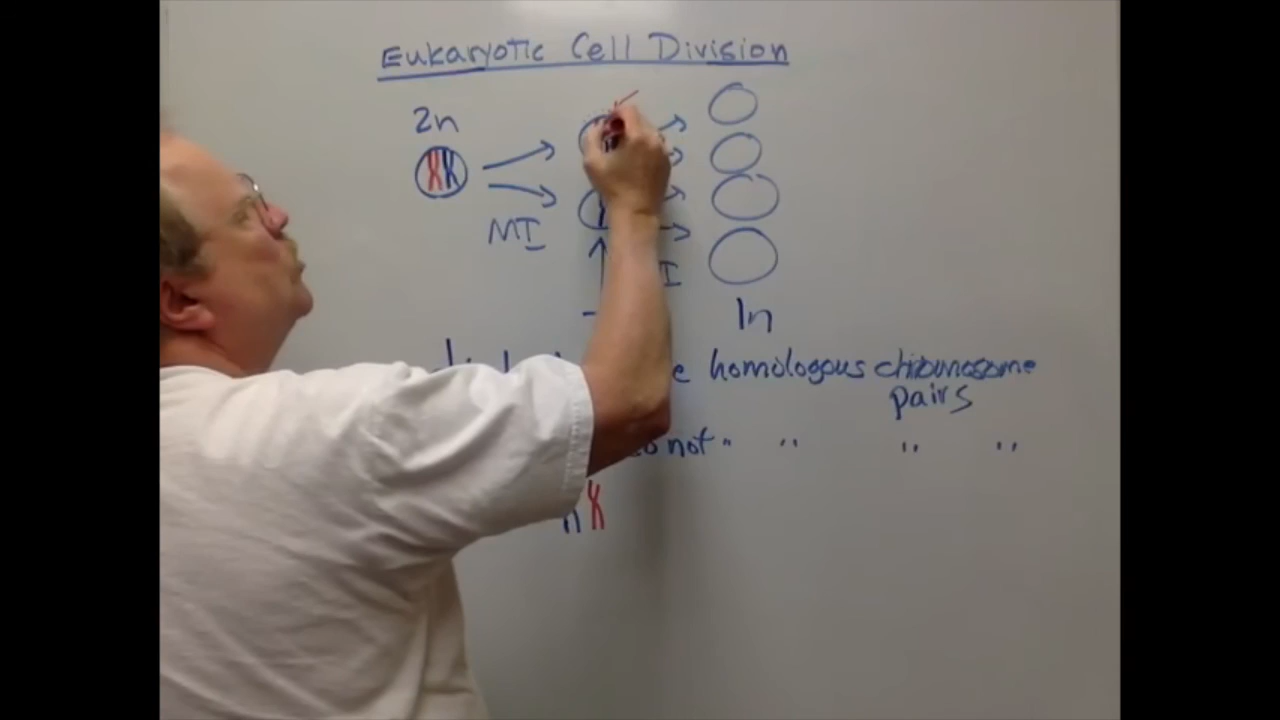 Eukaryotic Cell Division
2n
MI
I
1n
homologous chromosome
pairs
not " " " "